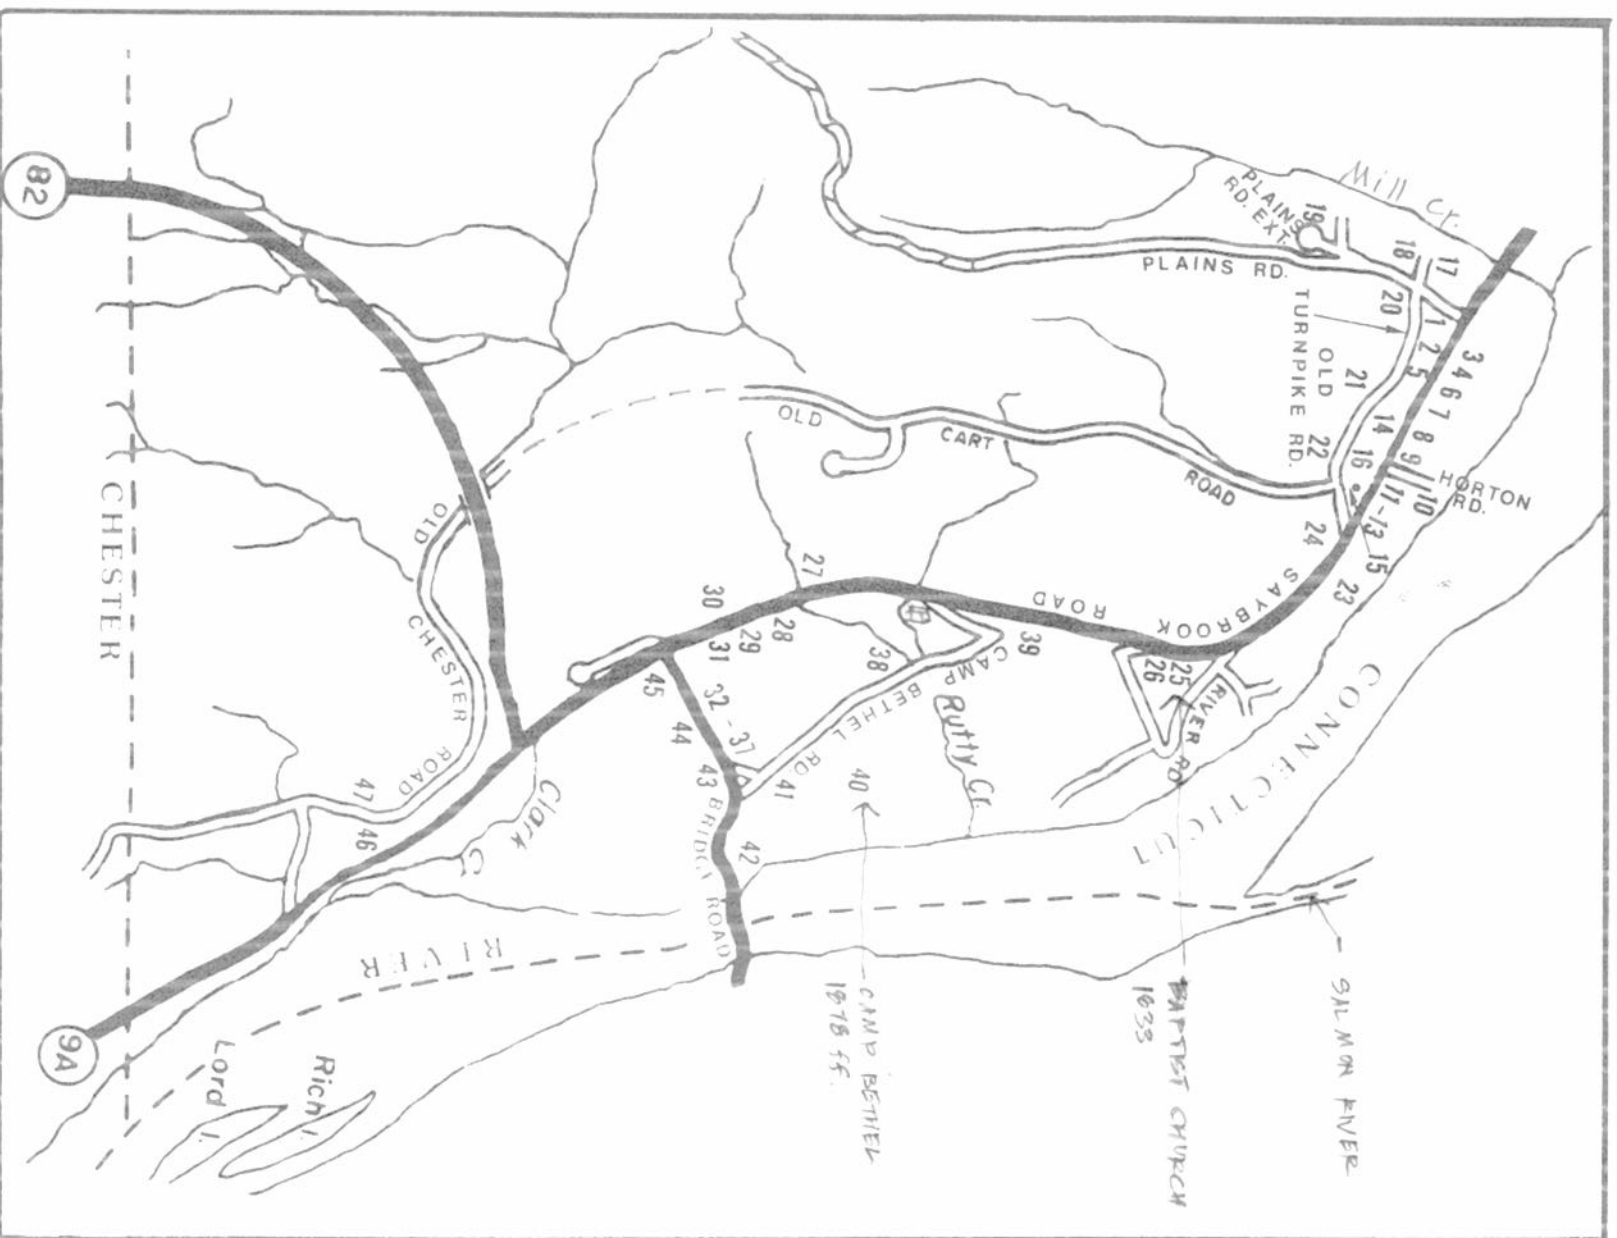 Mill Cr.
PLAINS
RD. EXT.
19
PLAINS RD.
18
17
20
OLD
TURNPIKE RD.
1
2
5
3
4
6
7
8
9
10
HORTON
RD.
11-13
14
16
15
21
22
23
24
OLD CART ROAD
SAYBROOK ROAD
25
26
RIVER RD
27
28
29
30
31
32-37
38
39
CAMP BETHEL RD.
Rutty Cr.
40
41
42
43
44
45
BRIDGE ROAD
CONNECTICUT
RIVER
Clark Cr
46
47
OLD CHESTER ROAD
CHESTER
82
9A
Rich I.
Lord I.
SALMON RIVER
BAPTIST CHURCH
1833
CAMP BETHEL
1878 ff.